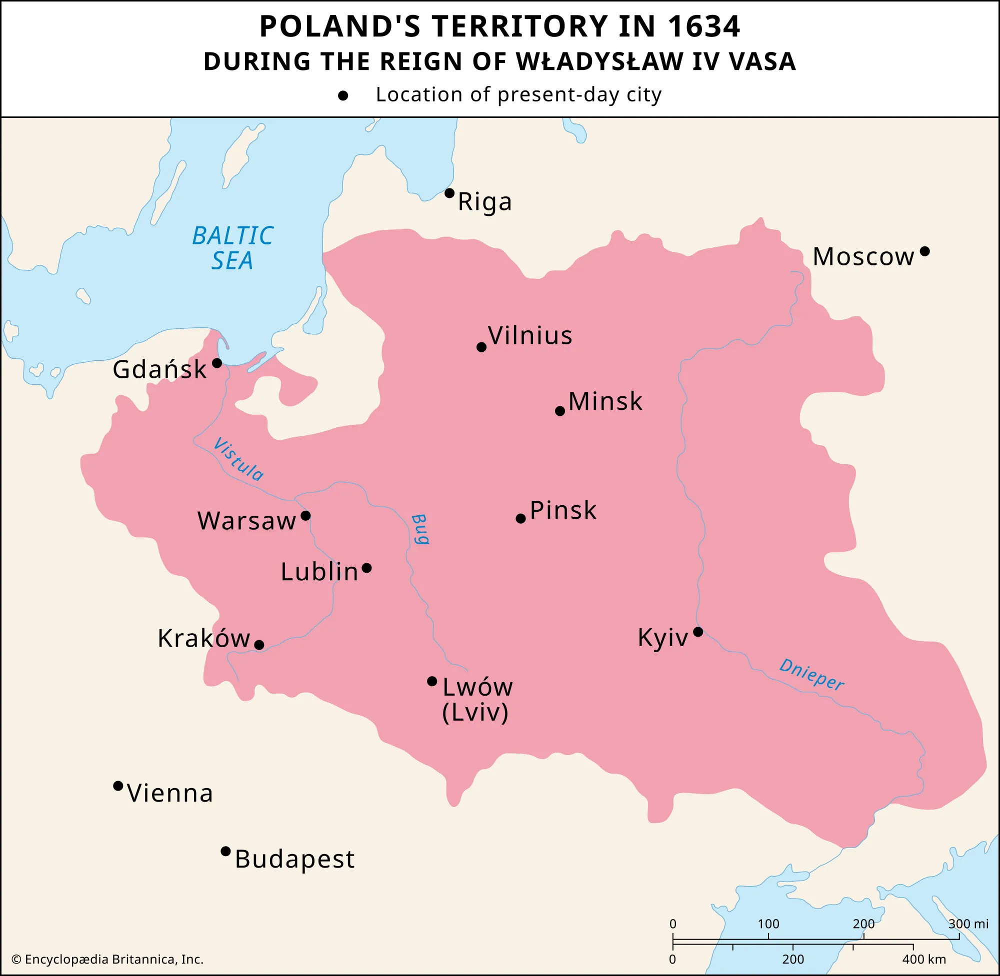 POLAND'S TERRITORY IN 1634
DURING THE REIGN OF WŁADYSŁAW IV VASA
Location of present-day city
Riga
BALTIC
SEA
Moscow
Vilnius
Gdańsk
Minsk
Vistula
Warsaw
Pinsk
Bug
Lublin
Kraków
Kyiv
Dnieper
Lwów
(Lviv)
Vienna
Budapest
0 100 200 300 mi
0 200 400 km
© Encyclopædia Britannica, Inc.